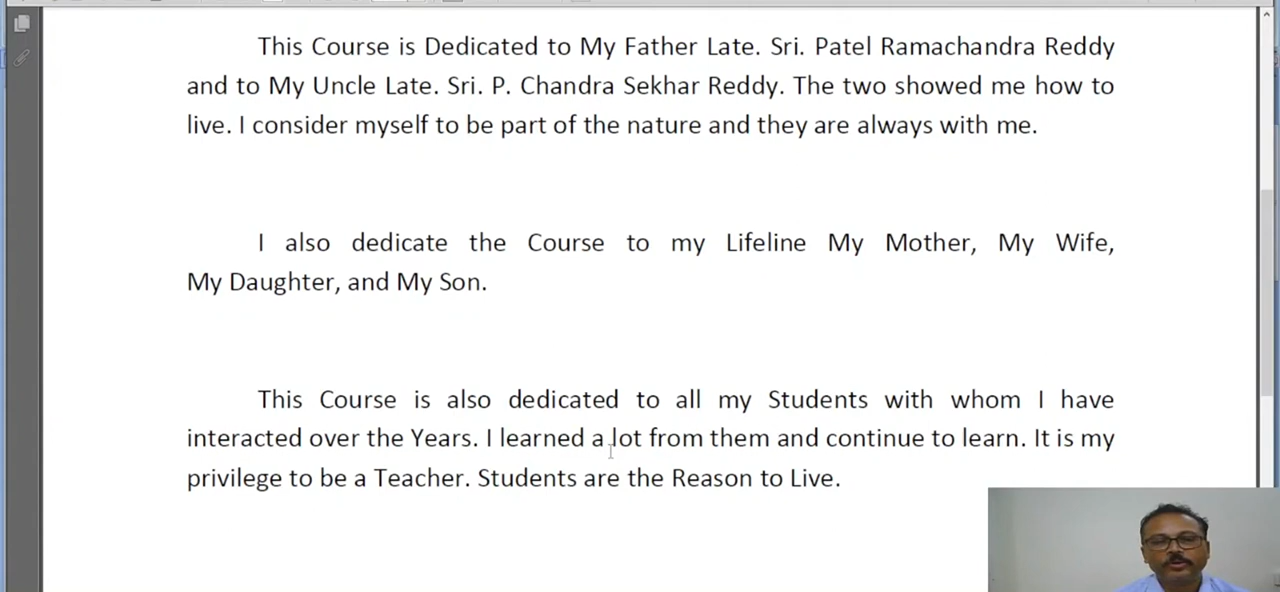 This Course is Dedicated to My Father Late. Sri. Patel Ramachandra Reddy
and to My Uncle Late. Sri. P. Chandra Sekhar Reddy. The two showed me how to
live. I consider myself to be part of the nature and they are always with me.
I also dedicate the Course to my Lifeline My Mother, My Wife,
My Daughter, and My Son.
This Course is also dedicated to all my Students with whom I have
interacted over the Years. I learned a lot from them and continue to learn. It is my
privilege to be a Teacher. Students are the Reason to Live.